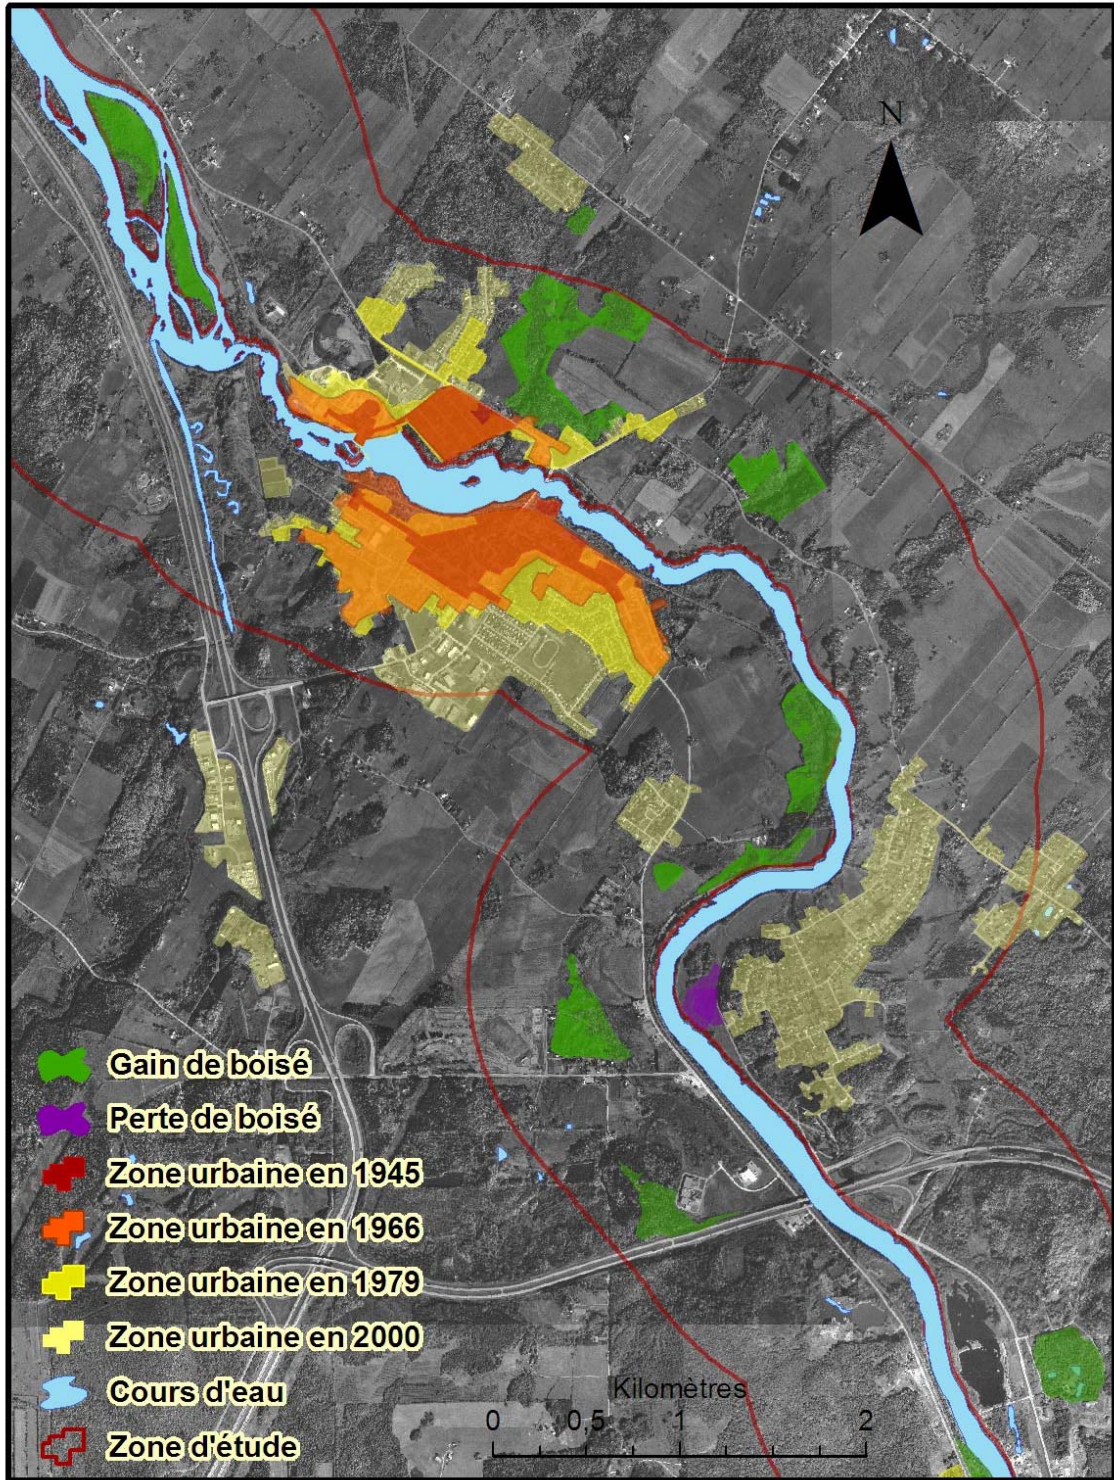 N
Gain de boisé
Perte de boisé
Zone urbaine en 1945
Zone urbaine en 1966
Zone urbaine en 1979
Zone urbaine en 2000
Cours d'eau
Zone d'étude
Kilomètres
0 0,5 1 2